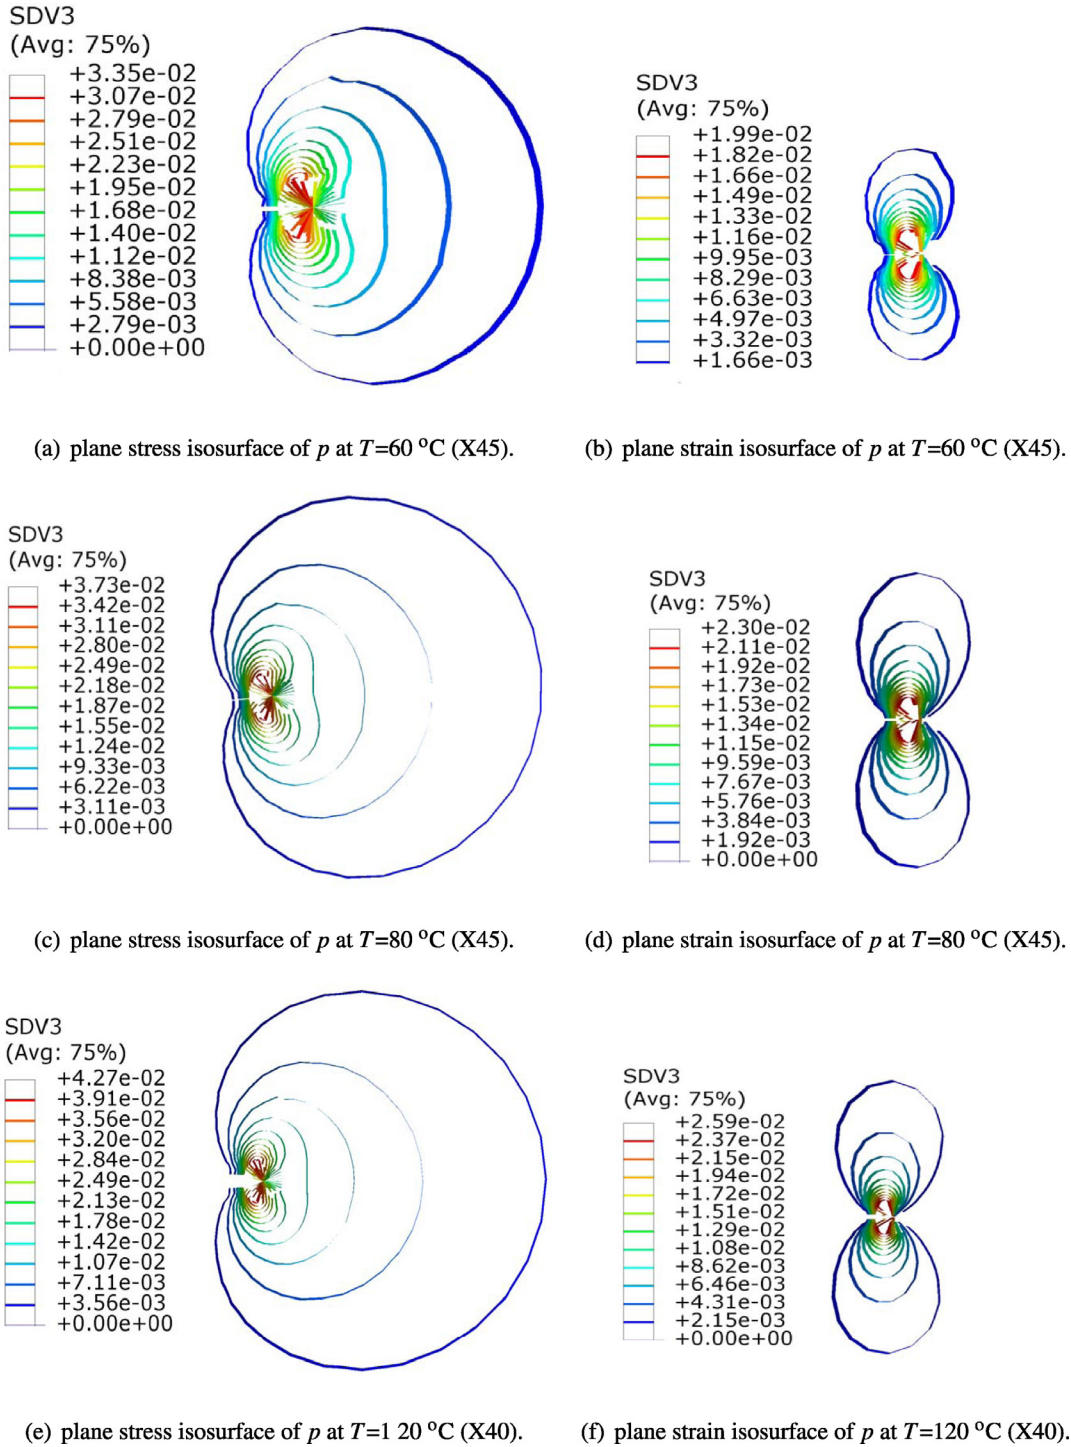 SDV3
(Avg: 75%)
+3.35e-02
+3.07e-02
+2.79e-02
+2.51e-02
+2.23e-02
+1.95e-02
+1.68e-02
+1.40e-02
+1.12e-02
+8.38e-03
+5.58e-03
+2.79e-03
+0.00e+00
SDV3
(Avg: 75%)
+1.99e-02
+1.82e-02
+1.66e-02
+1.49e-02
+1.33e-02
+1.16e-02
+9.95e-03
+8.29e-03
+6.63e-03
+4.97e-03
+3.32e-03
+1.66e-03
(a) plane stress isosurface of p at T=60 °C (X45).
(b) plane strain isosurface of p at T=60 °C (X45).
SDV3
(Avg: 75%)
+3.73e-02
+3.42e-02
+3.11e-02
+2.80e-02
+2.49e-02
+2.18e-02
+1.87e-02
+1.55e-02
+1.24e-02
+9.33e-03
+6.22e-03
+3.11e-03
+0.00e+00
SDV3
(Avg: 75%)
+2.30e-02
+2.11e-02
+1.92e-02
+1.73e-02
+1.53e-02
+1.34e-02
+1.15e-02
+9.59e-03
+7.67e-03
+5.76e-03
+3.84e-03
+1.92e-03
+0.00e+00
(c) plane stress isosurface of p at T=80 °C (X45).
(d) plane strain isosurface of p at T=80 °C (X45).
SDV3
(Avg: 75%)
+4.27e-02
+3.91e-02
+3.56e-02
+3.20e-02
+2.84e-02
+2.49e-02
+2.13e-02
+1.78e-02
+1.42e-02
+1.07e-02
+7.11e-03
+3.56e-03
+0.00e+00
SDV3
(Avg: 75%)
+2.59e-02
+2.37e-02
+2.15e-02
+1.94e-02
+1.72e-02
+1.51e-02
+1.29e-02
+1.08e-02
+8.62e-03
+6.46e-03
+4.31e-03
+2.15e-03
+0.00e+00
(e) plane stress isosurface of p at T=1 20 °C (X40).
(f) plane strain isosurface of p at T=120 °C (X40).